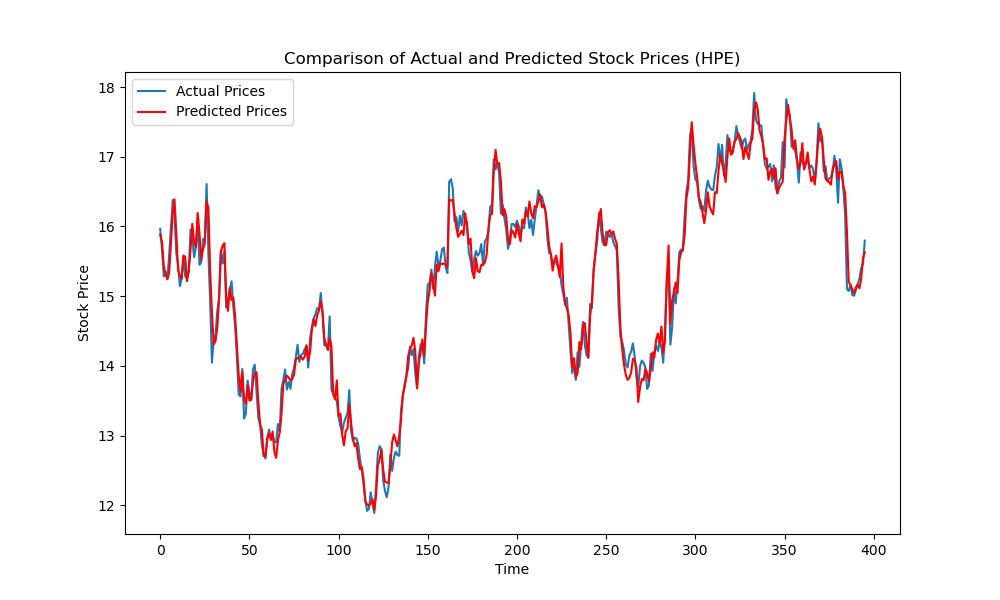 Comparison of Actual and Predicted Stock Prices (HPE)
Actual Prices
Predicted Prices
Stock Price
18
17
16
15
14
13
12
0 50 100 150 200 250 300 350 400
Time